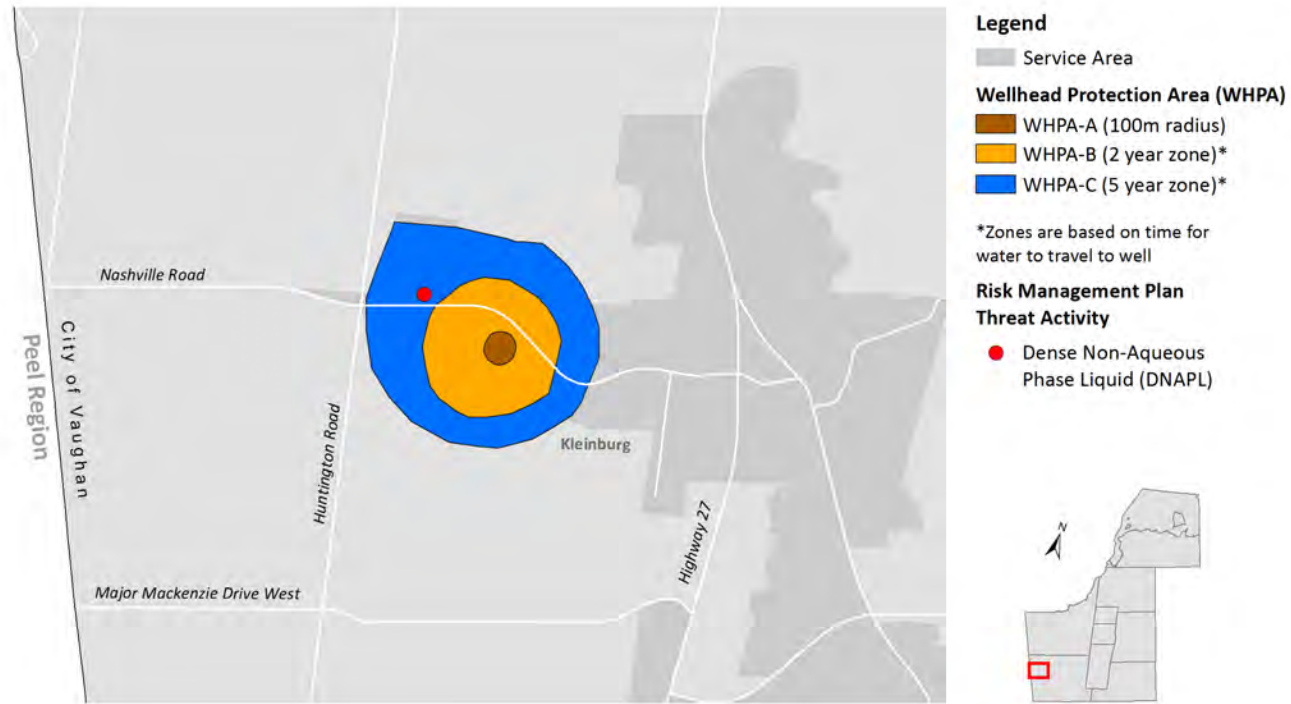 Nashville Road
Peel Region
City of Vaughan
Huntington Road
Kleinburg
Highway 27
Major Mackenzie Drive West
Legend
Service Area
Wellhead Protection Area (WHPA)
WHPA-A (100m radius)
WHPA-B (2 year zone)*
WHPA-C (5 year zone)*
*Zones are based on time for
water to travel to well
Risk Management Plan
Threat Activity
Dense Non-Aqueous
Phase Liquid (DNAPL)
N